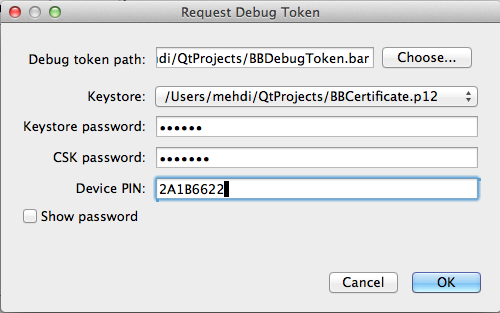 Request Debug Token
Debug token path: ıdi/QtProjects/BBDebugToken.bar Choose...
Keystore: /Users/mehdi/QtProjects/BBCertificate.p12
Keystore password: ••••••
CSK password: •••••••
Device PIN: 2A1B6622
Show password
Cancel OK